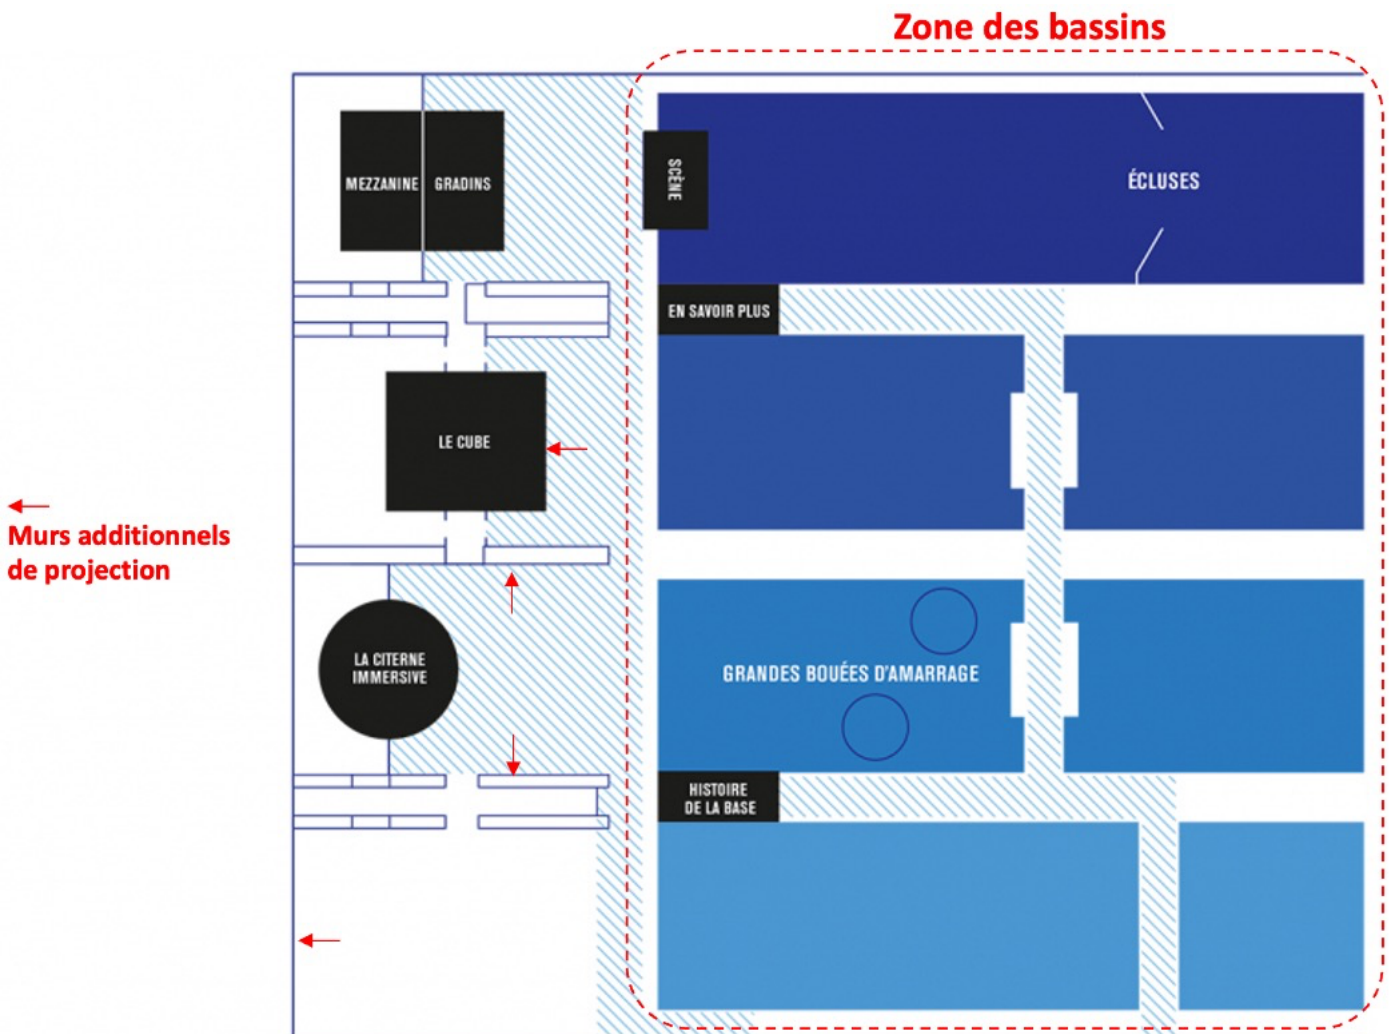 Zone des bassins
MEZZANINE
GRADINS
SCÈNE
ÉCLUSES
EN SAVOIR PLUS
LE CUBE
Murs additionnels
de projection
LA CITERNE
IMMERSIVE
GRANDES BOUÉES D'AMARRAGE
HISTOIRE
DE LA BASE